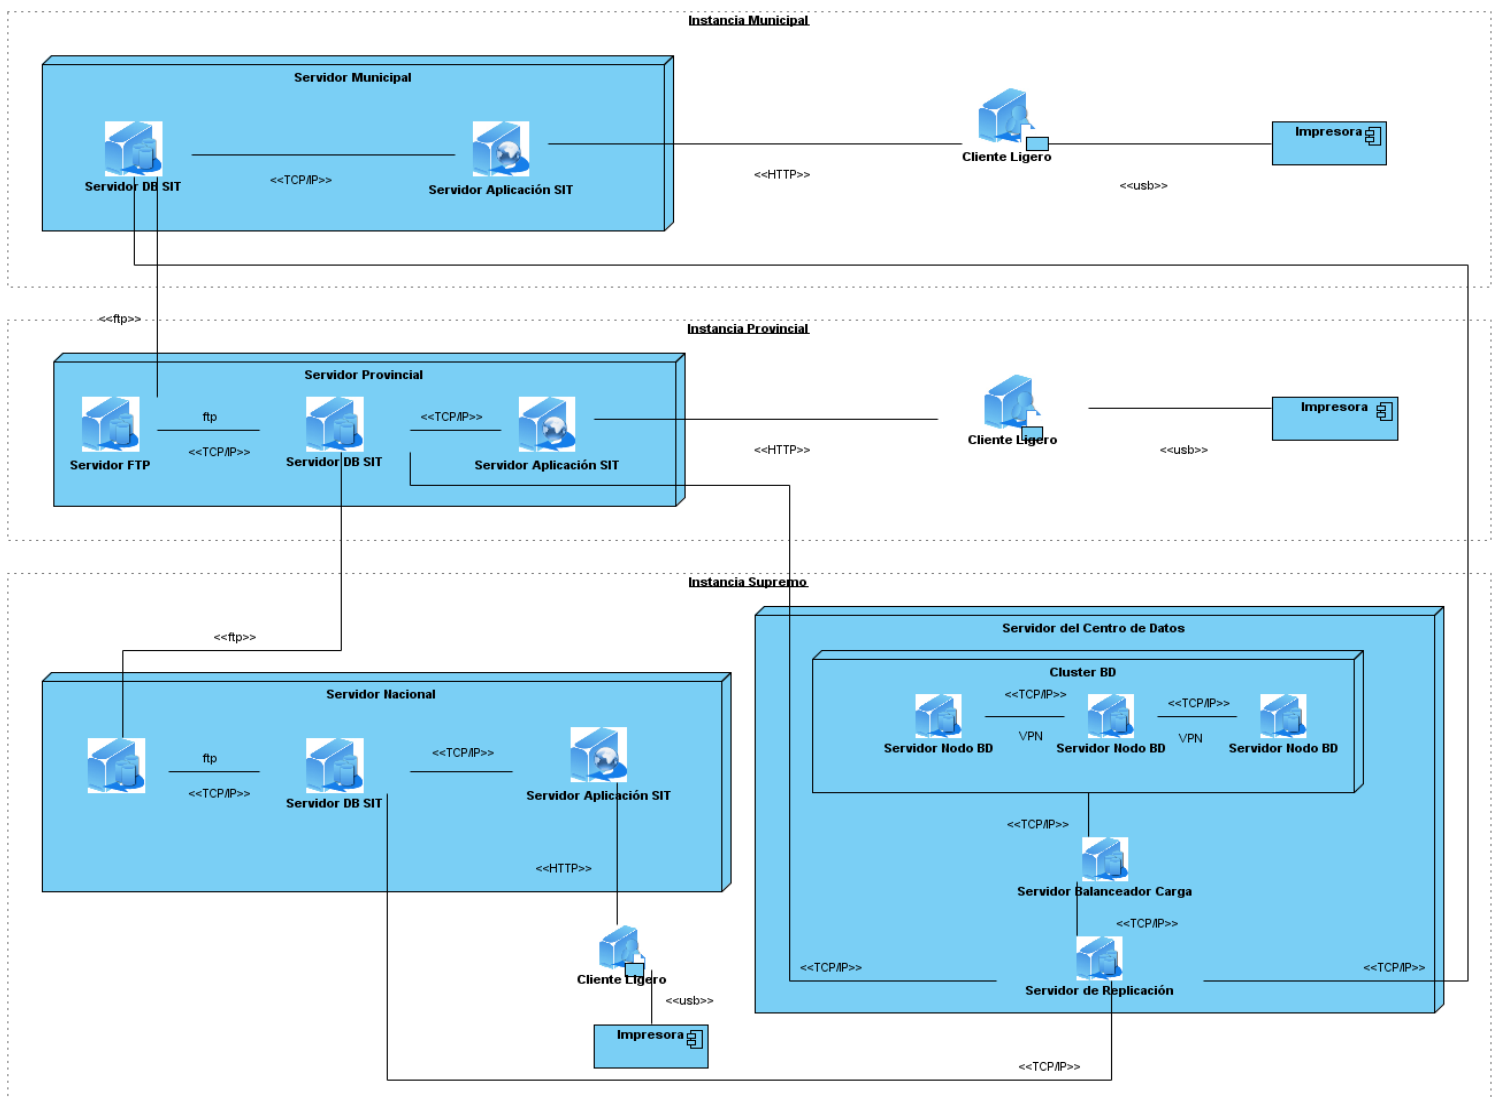 Instancia Municipal
Servidor Municipal
Servidor DB SIT
<<TCP/IP>>
Servidor Aplicación SIT
<<HTTP>>
Cliente Ligero
<<usb>>
Impresora
<<ftp>>
Instancia Provincial
Servidor Provincial
Servidor FTP
ftp
<<TCP/IP>>
Servidor DB SIT
<<TCP/IP>>
Servidor Aplicación SIT
<<HTTP>>
Cliente Ligero
<<usb>>
Impresora
<<ftp>>
Instancia Supremo
Servidor Nacional
ftp
<<TCP/IP>>
Servidor DB SIT
<<TCP/IP>>
Servidor Aplicación SIT
<<HTTP>>
Cliente Ligero
<<usb>>
Impresora
Servidor del Centro de Datos
Cluster BD
<<TCP/IP>>
<<TCP/IP>>
VPN
VPN
Servidor Nodo BD
Servidor Nodo BD
Servidor Nodo BD
<<TCP/IP>>
Servidor Balanceador Carga
<<TCP/IP>>
<<TCP/IP>>
<<TCP/IP>>
Servidor de Replicación
<<TCP/IP>>